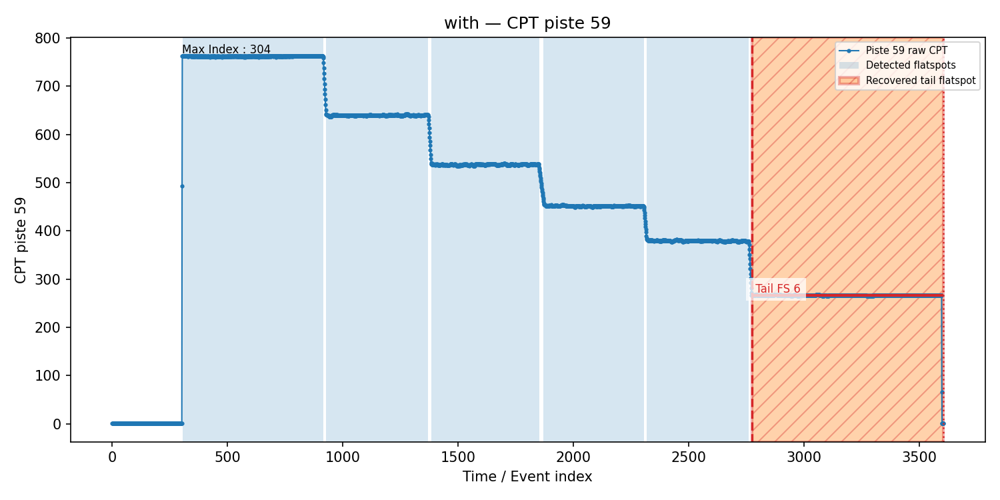 with — CPT piste 59
Max Index : 304
Piste 59 raw CPT
Detected flatspots
Recovered tail flatspot
Tail FS 6
CPT piste 59
800
700
600
500
400
300
200
100
0
0 500 1000 1500 2000 2500 3000 3500
Time / Event index